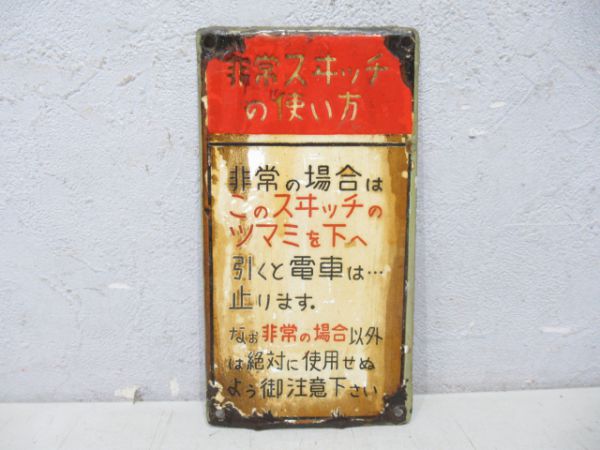 非常スヰッチ
の使い方
非常の場合は
このスヰッチの
ツマミを下へ
引くと電車は…
止ります.
なお非常の場合以外
は絶対に使用せぬ
よう御注意下さい